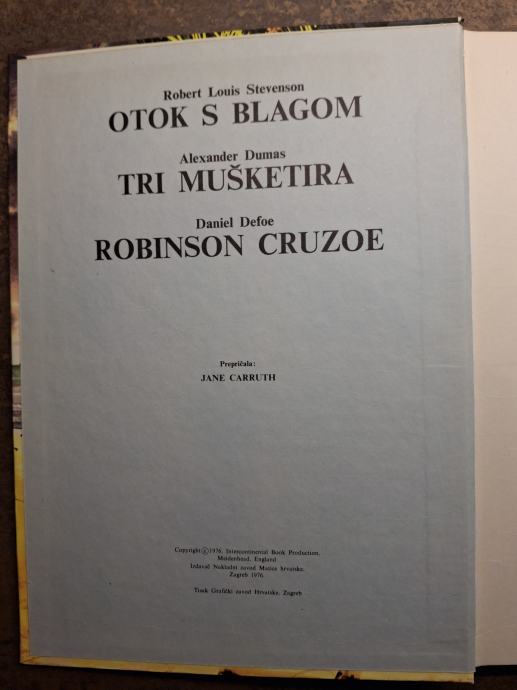 Robert Louis Stevenson
OTOK S BLAGOM
Alexander Dumas
TRI MUŠKETIRA
Daniel Defoe
ROBINSON CRUZOE
Prepričala:
JANE CARRUTH
Copyright © 1976. Intercontinental Book Production,
Maidenhead, England
Izdavač Nakladni zavod Matice hrvatske,
Zagreb 1976.
Tisak Grafički zavod Hrvatske, Zagreb